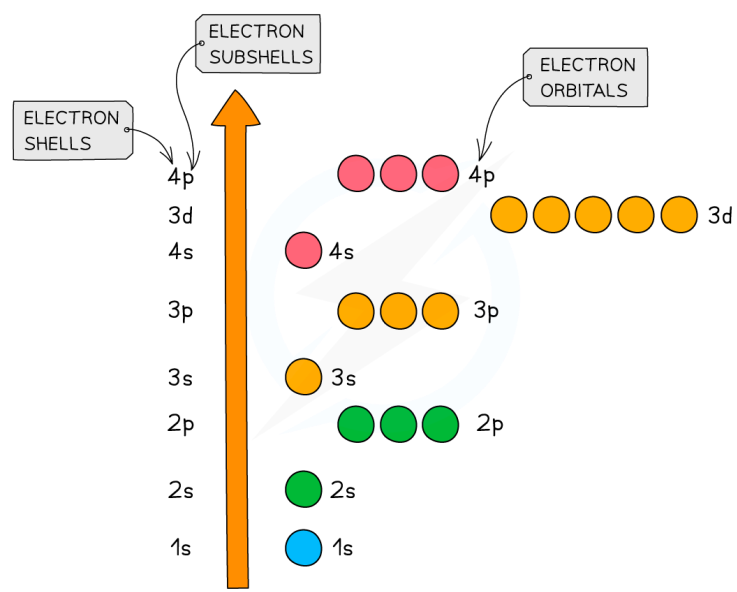 ELECTRON
SUBSHELLS
ELECTRON
ORBITALS
ELECTRON
SHELLS
4p 4p
3d 3d
4s 4s
3p 3p
3s 3s
2p 2p
2s 2s
1s 1s